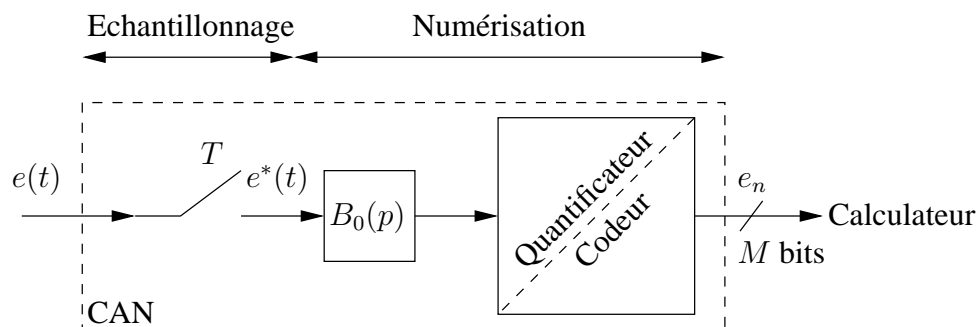 Echantillonnage
Numérisation
e(t)
T
e*(t)
B₀(p)
Quantificateur
Codeur
eₙ
M bits
Calculateur
CAN